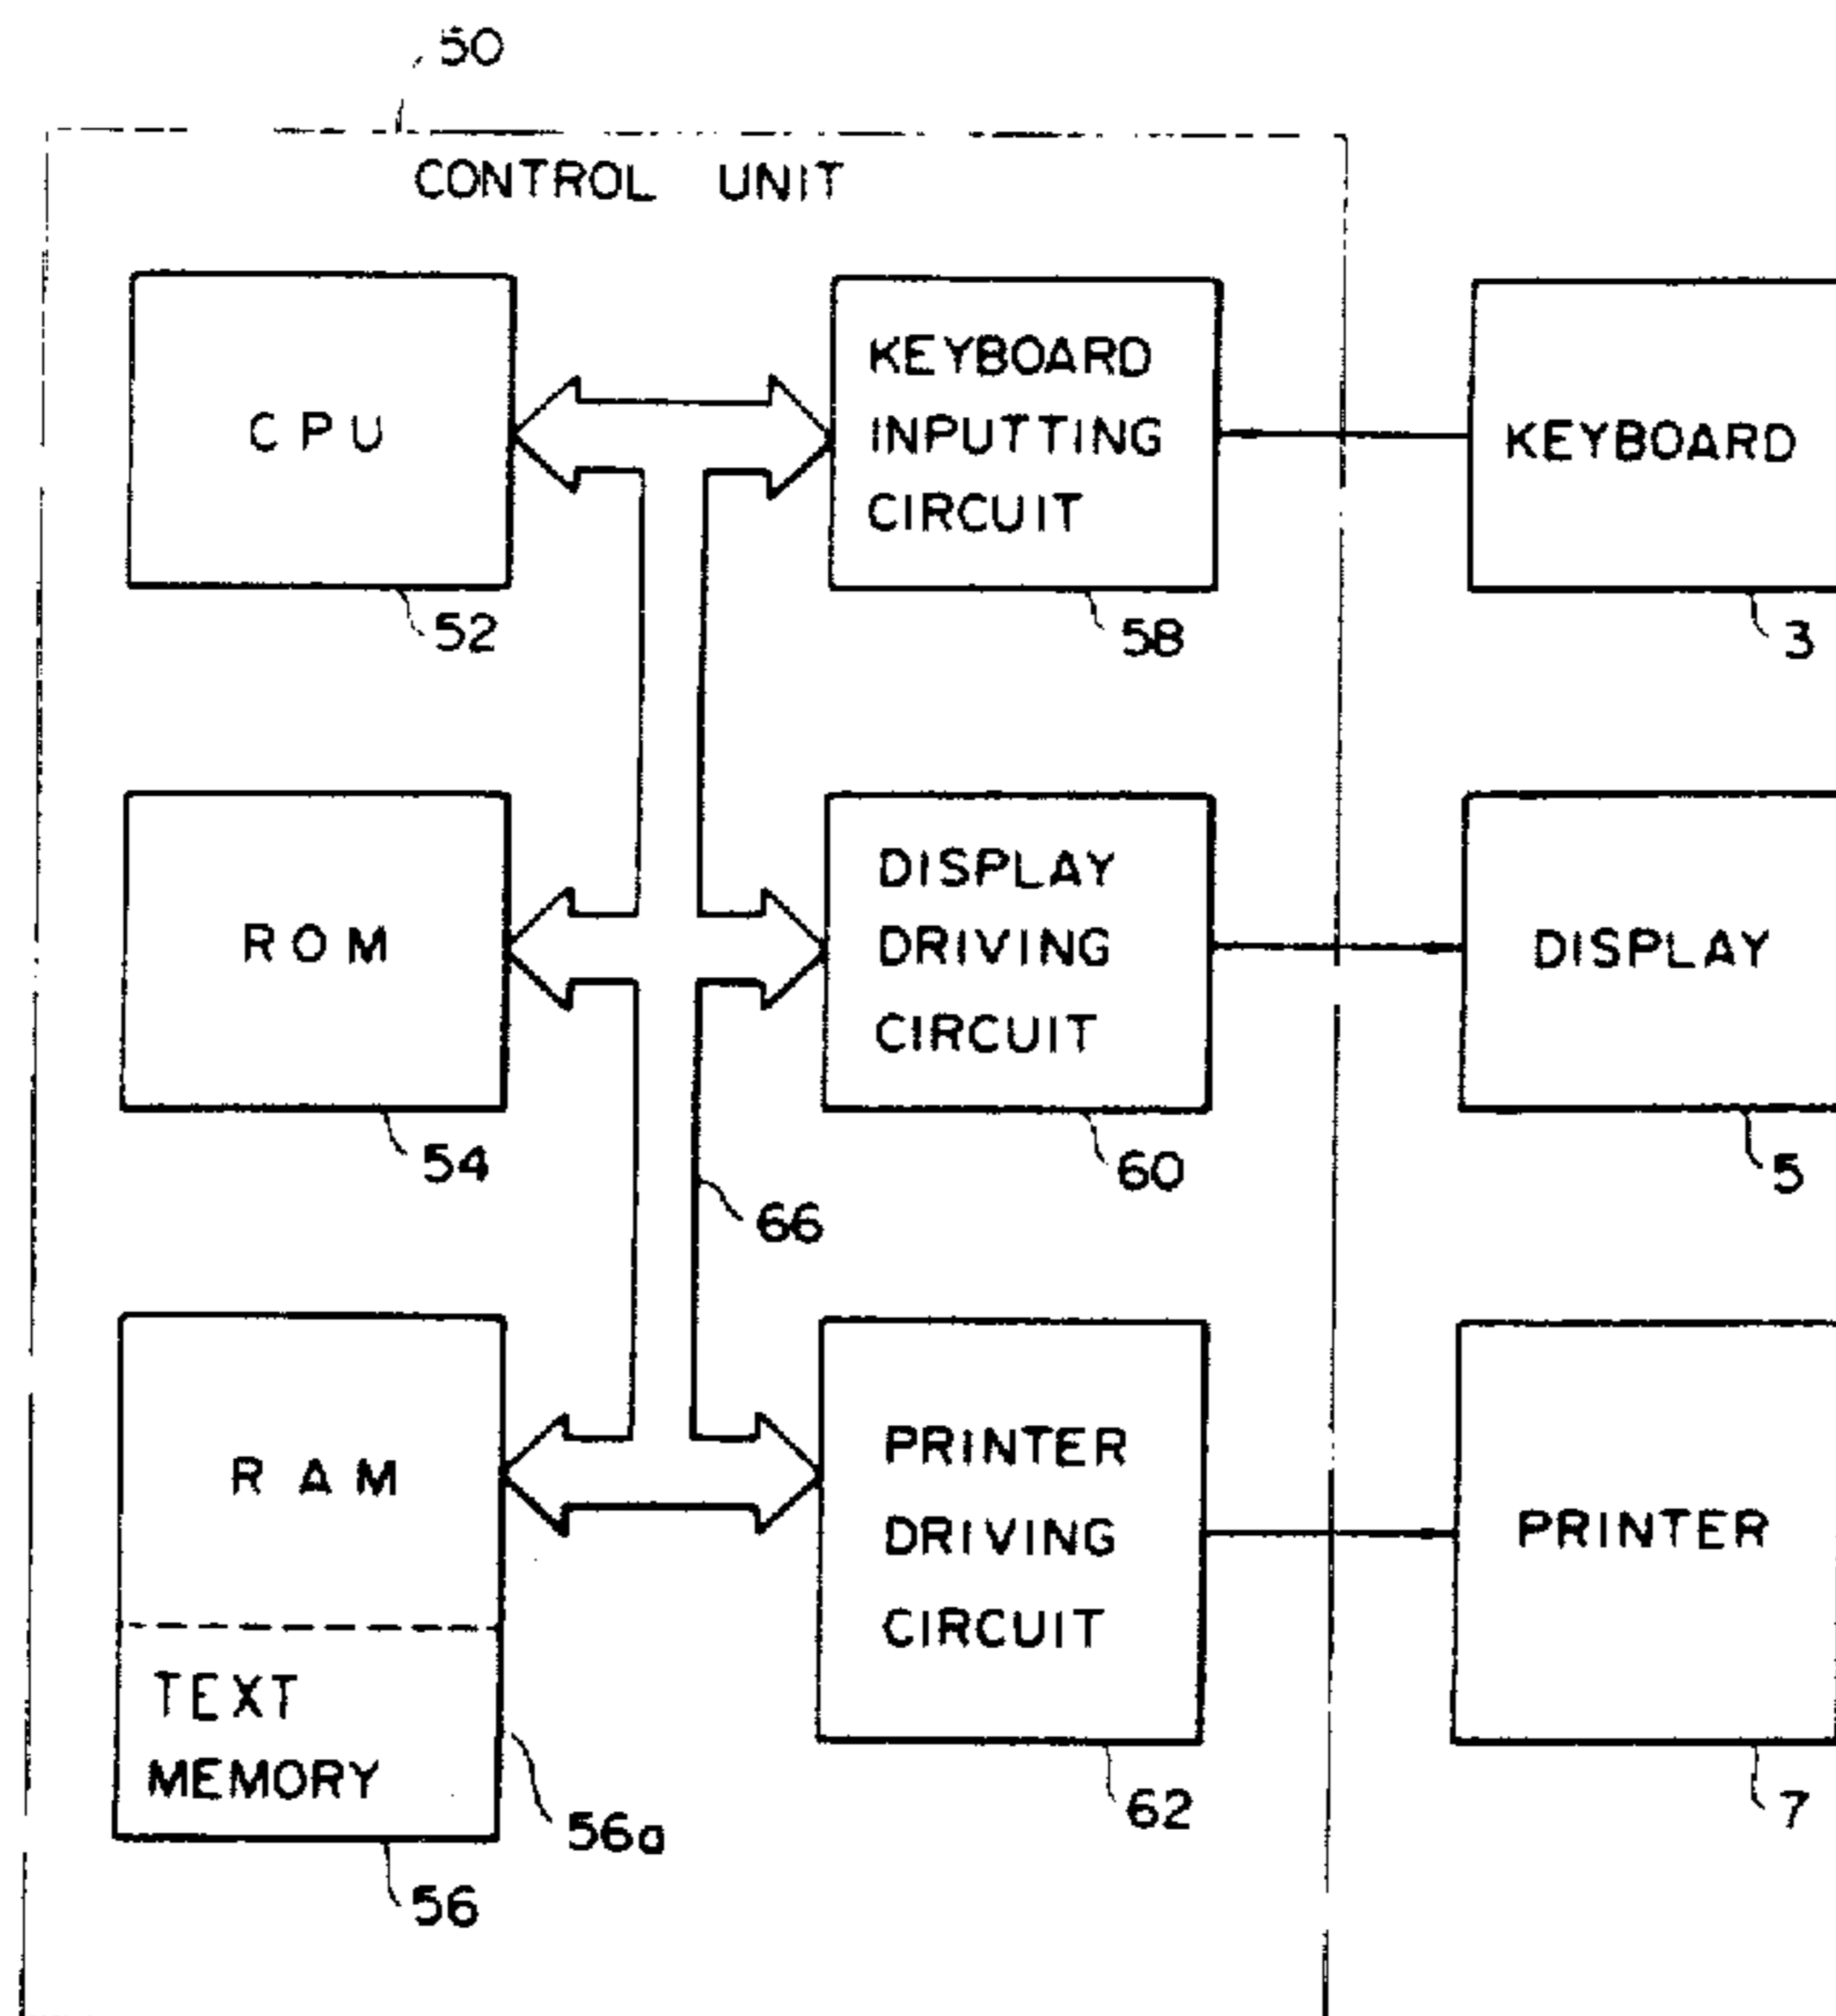 50
CONTROL UNIT
CPU
KEYBOARD
INPUTTING
CIRCUIT
KEYBOARD
52
58
3
ROM
DISPLAY
DRIVING
CIRCUIT
DISPLAY
54
60
5
66
RAM
PRINTER
DRIVING
CIRCUIT
PRINTER
TEXT
MEMORY
56a
62
7
56